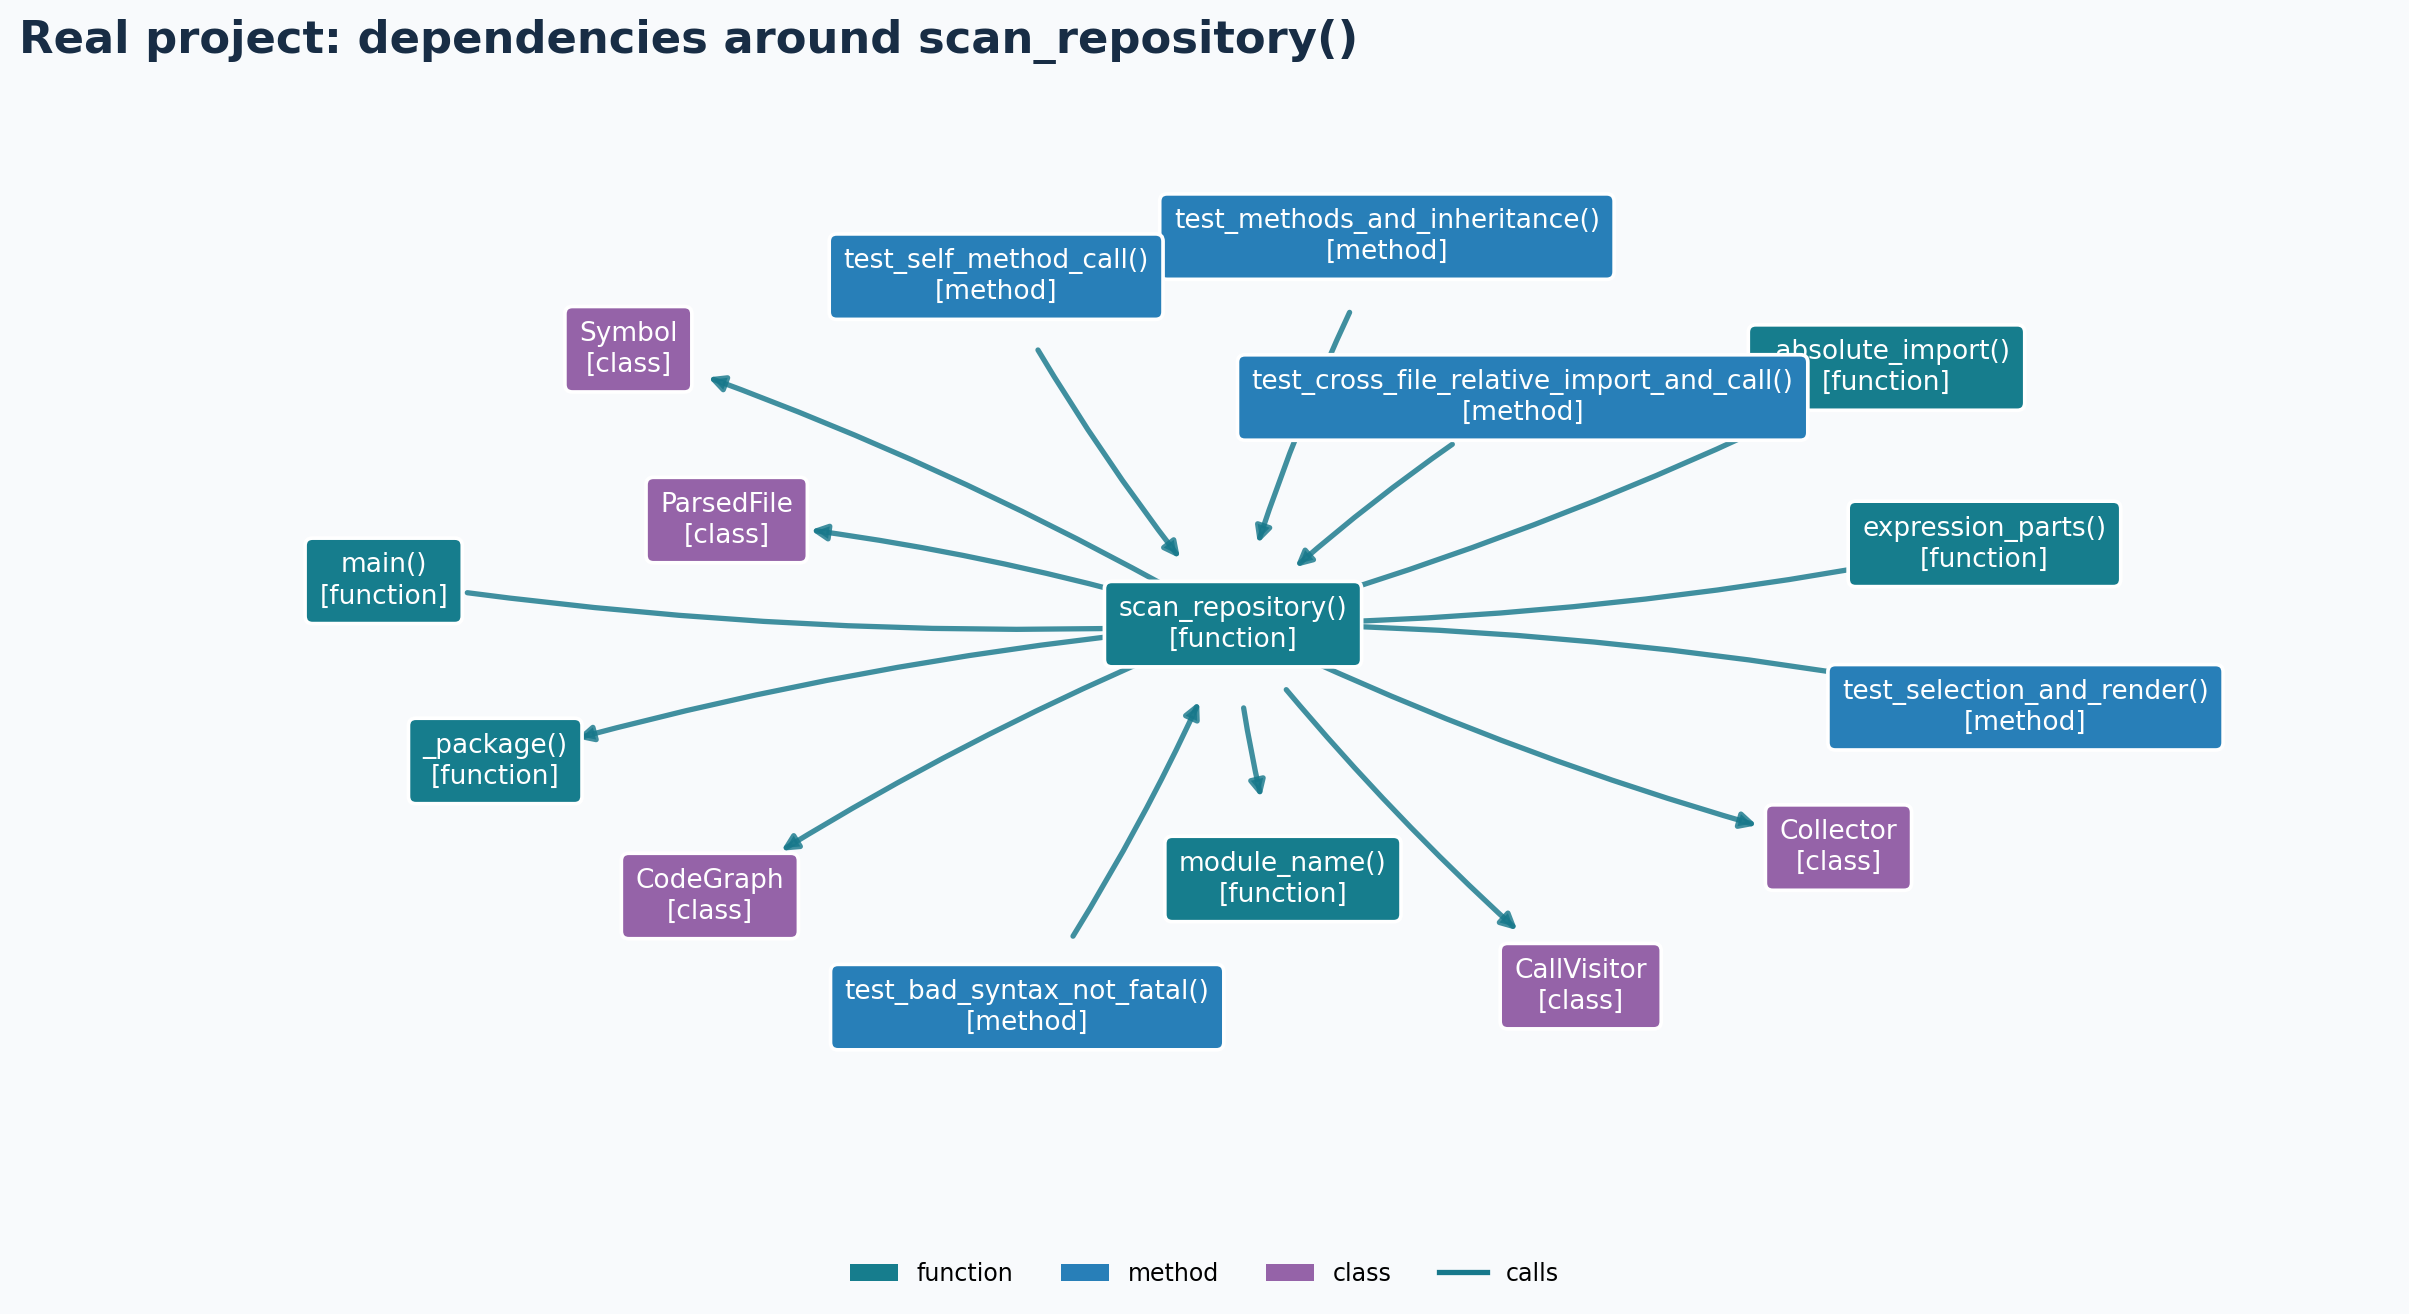 Real project: dependencies around scan_repository()
test_methods_and_inheritance()
[method]
test_self_method_call()
[method]
Symbol
[class]
absolute_import()
[function]
test_cross_file_relative_import_and_call()
[method]
ParsedFile
[class]
expression_parts()
[function]
main()
[function]
scan_repository()
[function]
test_selection_and_render()
[method]
_package()
[function]
Collector
[class]
module_name()
[function]
CodeGraph
[class]
CallVisitor
[class]
test_bad_syntax_not_fatal()
[method]
function
method
class
calls